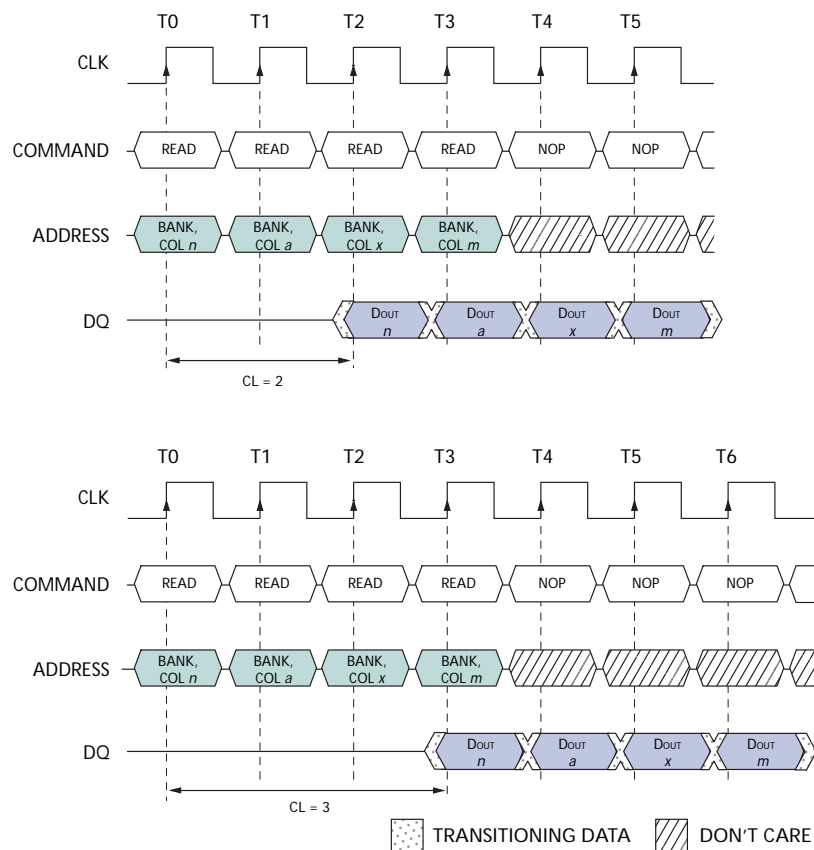 T0 T1 T2 T3 T4 T5
CLK
COMMAND READ READ READ READ NOP NOP
ADDRESS BANK, COL n BANK, COL a BANK, COL x BANK, COL m
DQ DOUT n DOUT a DOUT x DOUT m
CL = 2
T0 T1 T2 T3 T4 T5 T6
CLK
COMMAND READ READ READ READ NOP NOP NOP
ADDRESS BANK, COL n BANK, COL a BANK, COL x BANK, COL m
DQ DOUT n DOUT a DOUT x DOUT m
CL = 3
TRANSITIONING DATA DON'T CARE